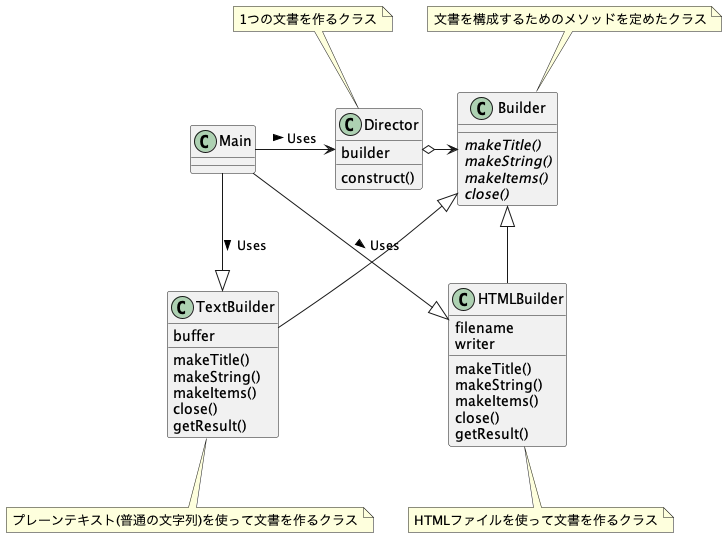 1つの文書を作るクラス
文書を構成するためのメソッドを定めたクラス
C Main
Uses
C Director
builder
construct()
C Builder
makeTitle()
makeString()
makeItems()
close()
Uses
Uses
C TextBuilder
buffer
makeTitle()
makeString()
makeItems()
close()
getResult()
C HTMLBuilder
filename
writer
makeTitle()
makeString()
makeItems()
close()
getResult()
プレーンテキスト(普通の文字列)を使って文書を作るクラス
HTMLファイルを使って文書を作るクラス